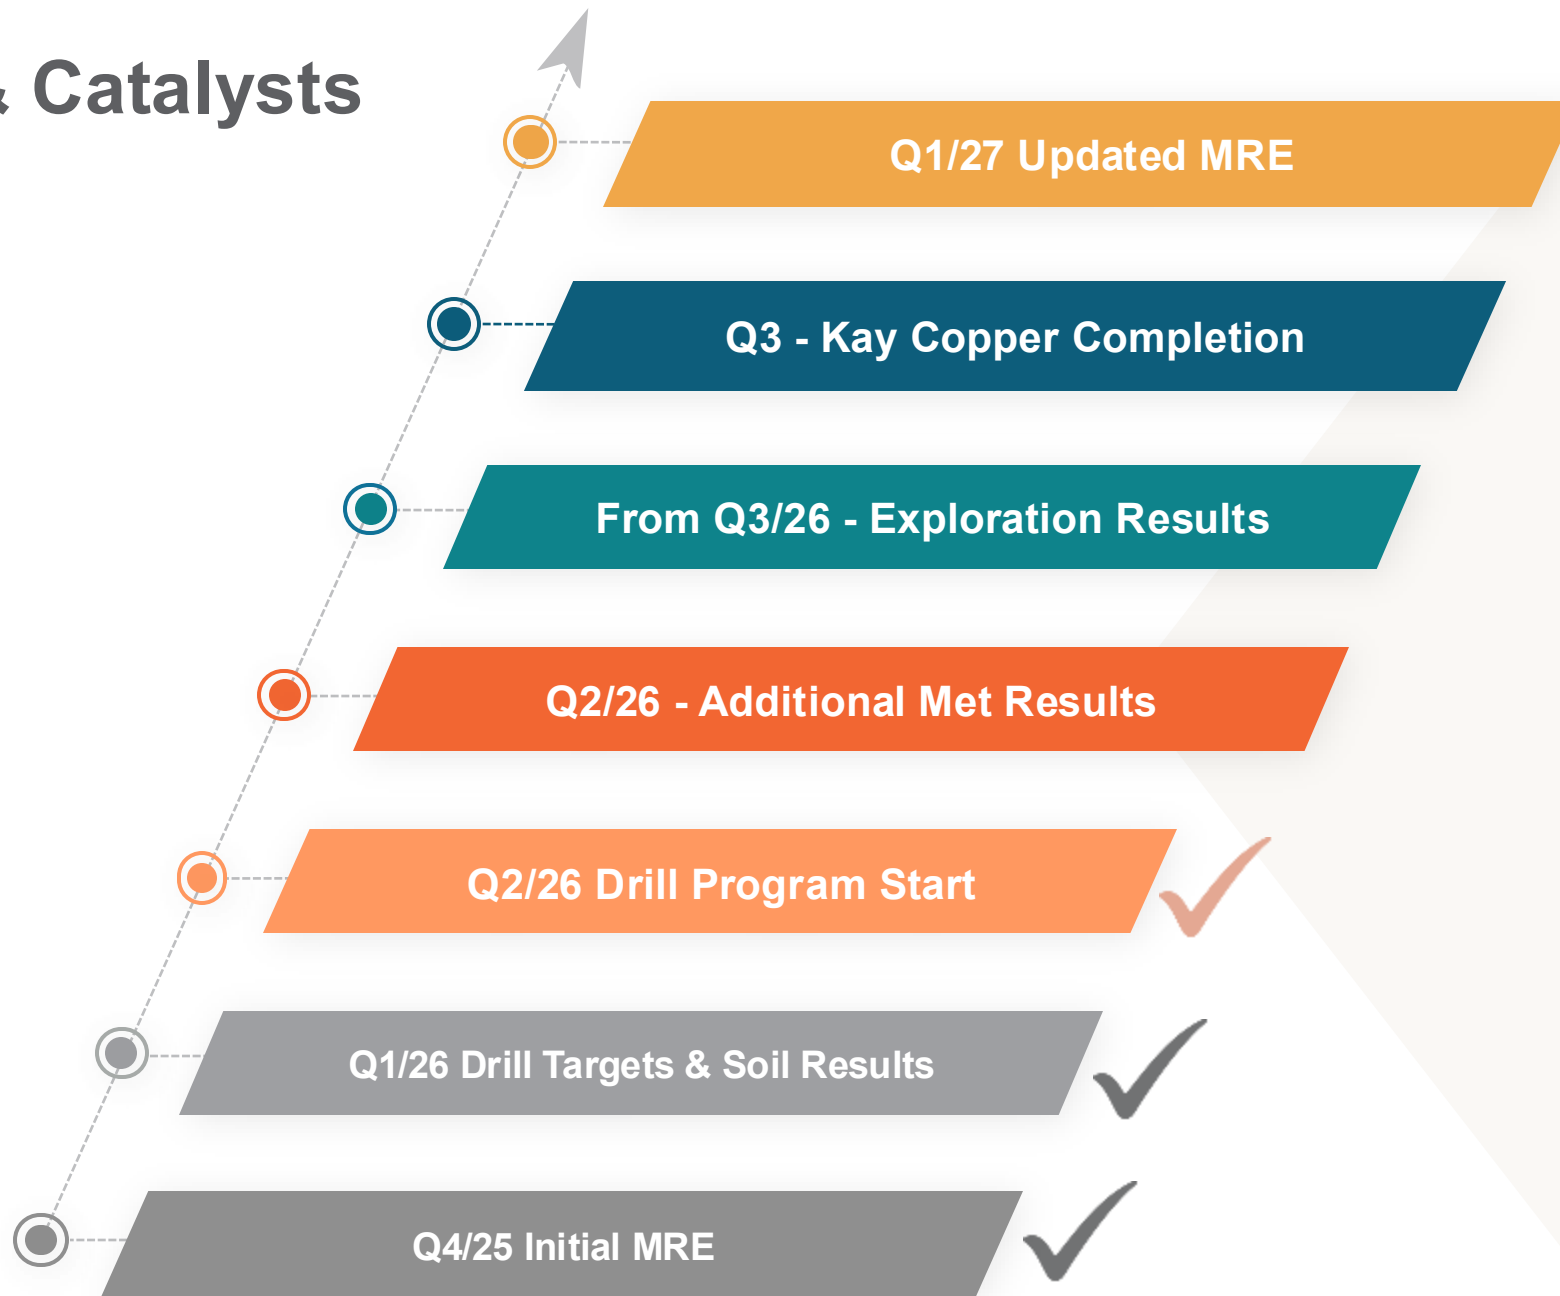 & Catalysts
Q1/27 Updated MRE
Q3 - Kay Copper Completion
From Q3/26 - Exploration Results
Q2/26 - Additional Met Results
Q2/26 Drill Program Start
Q1/26 Drill Targets & Soil Results
Q4/25 Initial MRE